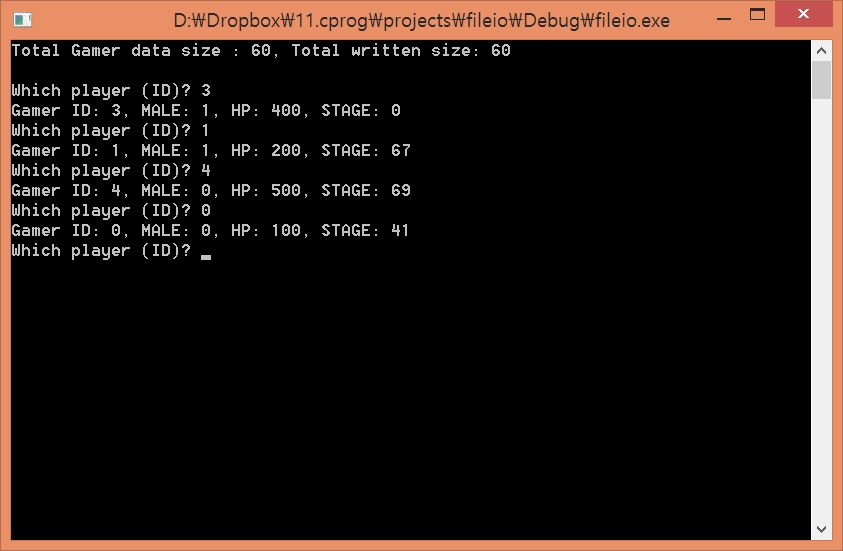 D:₩Dropbox₩11.cprog₩projects₩fileio₩Debug₩fileio.exe
Total Gamer data size : 60, Total written size: 60
Which player (ID)? 3
Gamer ID: 3, MALE: 1, HP: 400, STAGE: 0
Which player (ID)? 1
Gamer ID: 1, MALE: 1, HP: 200, STAGE: 67
Which player (ID)? 4
Gamer ID: 4, MALE: 0, HP: 500, STAGE: 69
Which player (ID)? 0
Gamer ID: 0, MALE: 0, HP: 100, STAGE: 41
Which player (ID)?